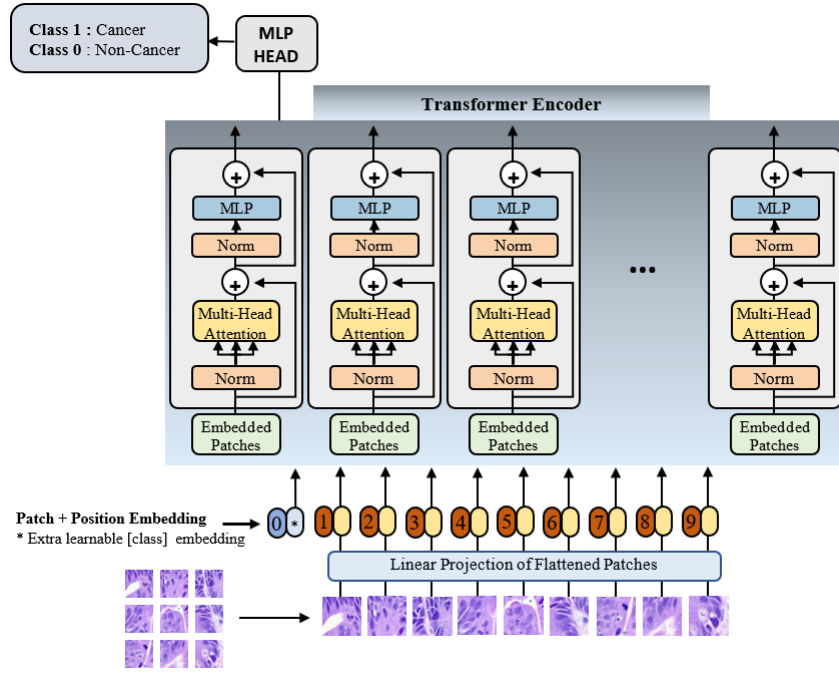 Class 1 : Cancer
Class 0 : Non-Cancer
MLP
HEAD
Transformer Encoder
+ + + +
MLP MLP MLP MLP
Norm Norm Norm Norm
+ + + +
Multi-Head Multi-Head Multi-Head Multi-Head
Attention Attention Attention Attention
...
Norm Norm Norm Norm
Embedded Embedded Embedded Embedded
Patches Patches Patches Patches
Patch + Position Embedding
* Extra learnable [class] embedding
0 * 1 2 3 4 5 6 7 8 9
Linear Projection of Flattened Patches